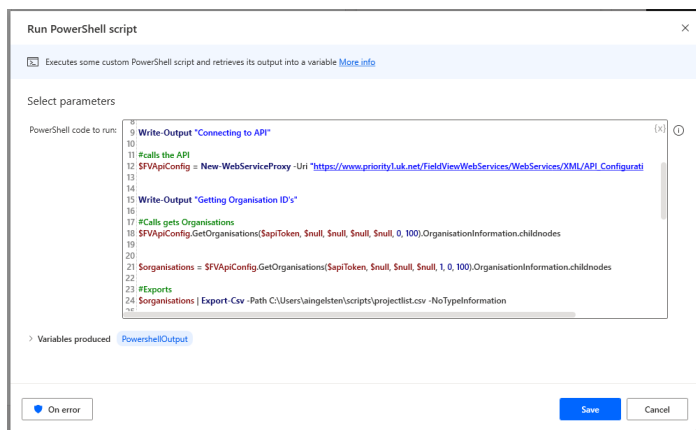 Run PowerShell script
Executes some custom PowerShell script and retrieves its output into a variable More info
Select parameters
PowerShell code to run:
{x}
8
9 Write-Output "Connecting to API"
10
11 #calls the API
12 $FVApiConfig = New-WebServiceProxy -Uri "https://www.priority1.uk.net/FieldViewWebServices/WebServices/XML/API_Configurati
13
14
15 Write-Output "Getting Organisation ID's"
16
17 #Calls gets Organisations
18 $FVApiConfig.GetOrganisations($apiToken, $null, $null, $null, $null, 0, 100).OrganisationInformation.childnodes
19
20
21 $organisations = $FVApiConfig.GetOrganisations($apiToken, $null, $null, $null, 1, 0, 100).OrganisationInformation.childnodes
22
23 #Exports
24 $organisations | Export-Csv -Path C:\Users\aingelsten\scripts\projectlist.csv -NoTypeInformation
Variables produced PowershellOutput
On error
Save
Cancel